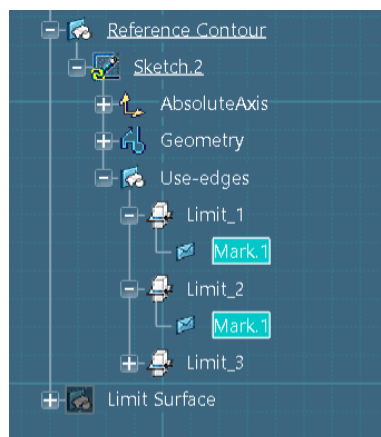 Reference Contour
Sketch.2
AbsoluteAxis
Geometry
Use-edges
Limit_1
Mark.1
Limit_2
Mark.1
Limit_3
Limit Surface